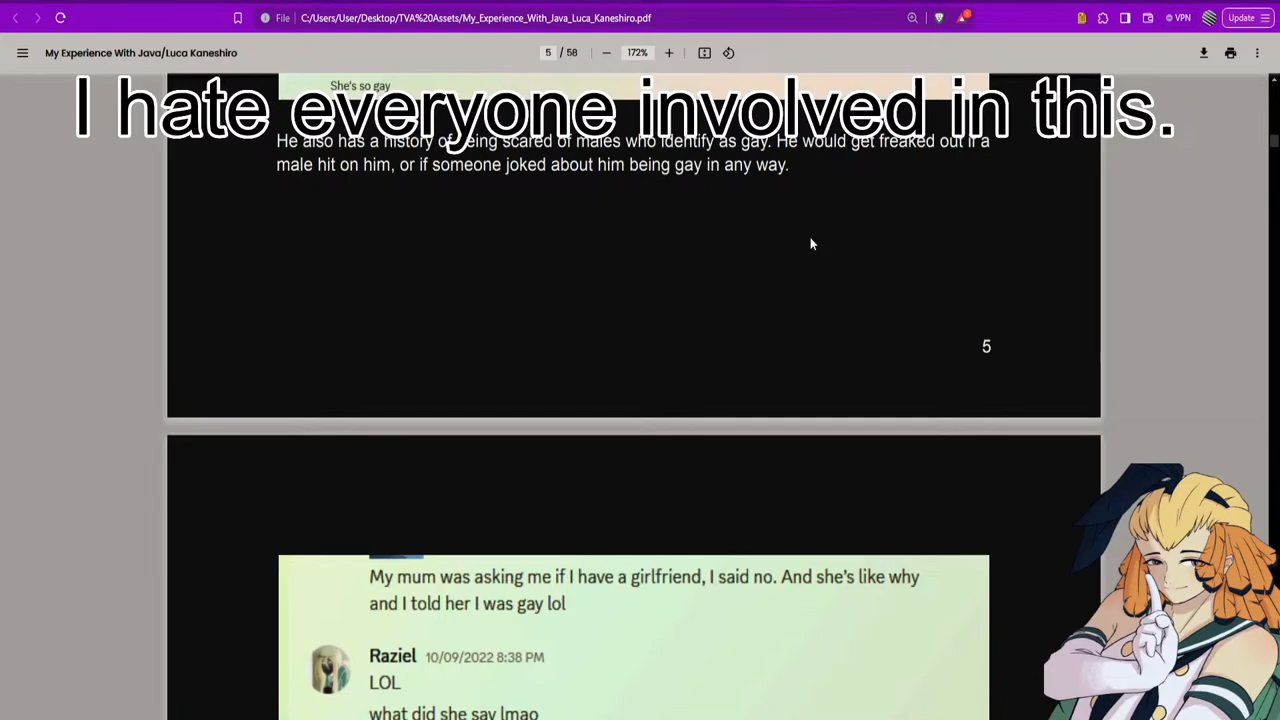 File C:/Users/User/Desktop/TVA%20Assets/My_Experience_With_Java_Luca_Kaneshiro.pdf
VPN
Update
My Experience With Java/Luca Kaneshiro
5 / 58
172%
She's so gay
I hate everyone involved in this.
He also has a history of being scared of males who identify as gay. He would get freaked out if a
male hit on him, or if someone joked about him being gay in any way.
5
My mum was asking me if I have a girlfriend, I said no. And she's like why
and I told her I was gay lol
Raziel 10/09/2022 8:38 PM
LOL
what did she say lmao